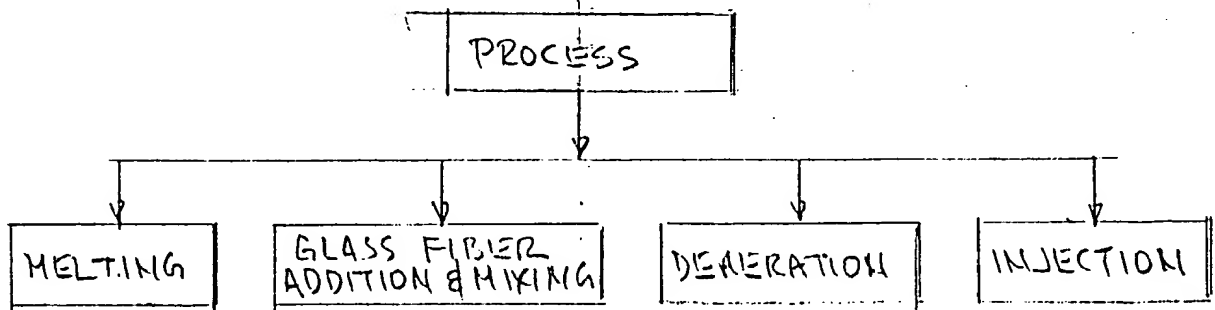 PROCESS
MELTING
GLASS FIBER
ADDITION & MIXING
DEAERATION
INJECTION